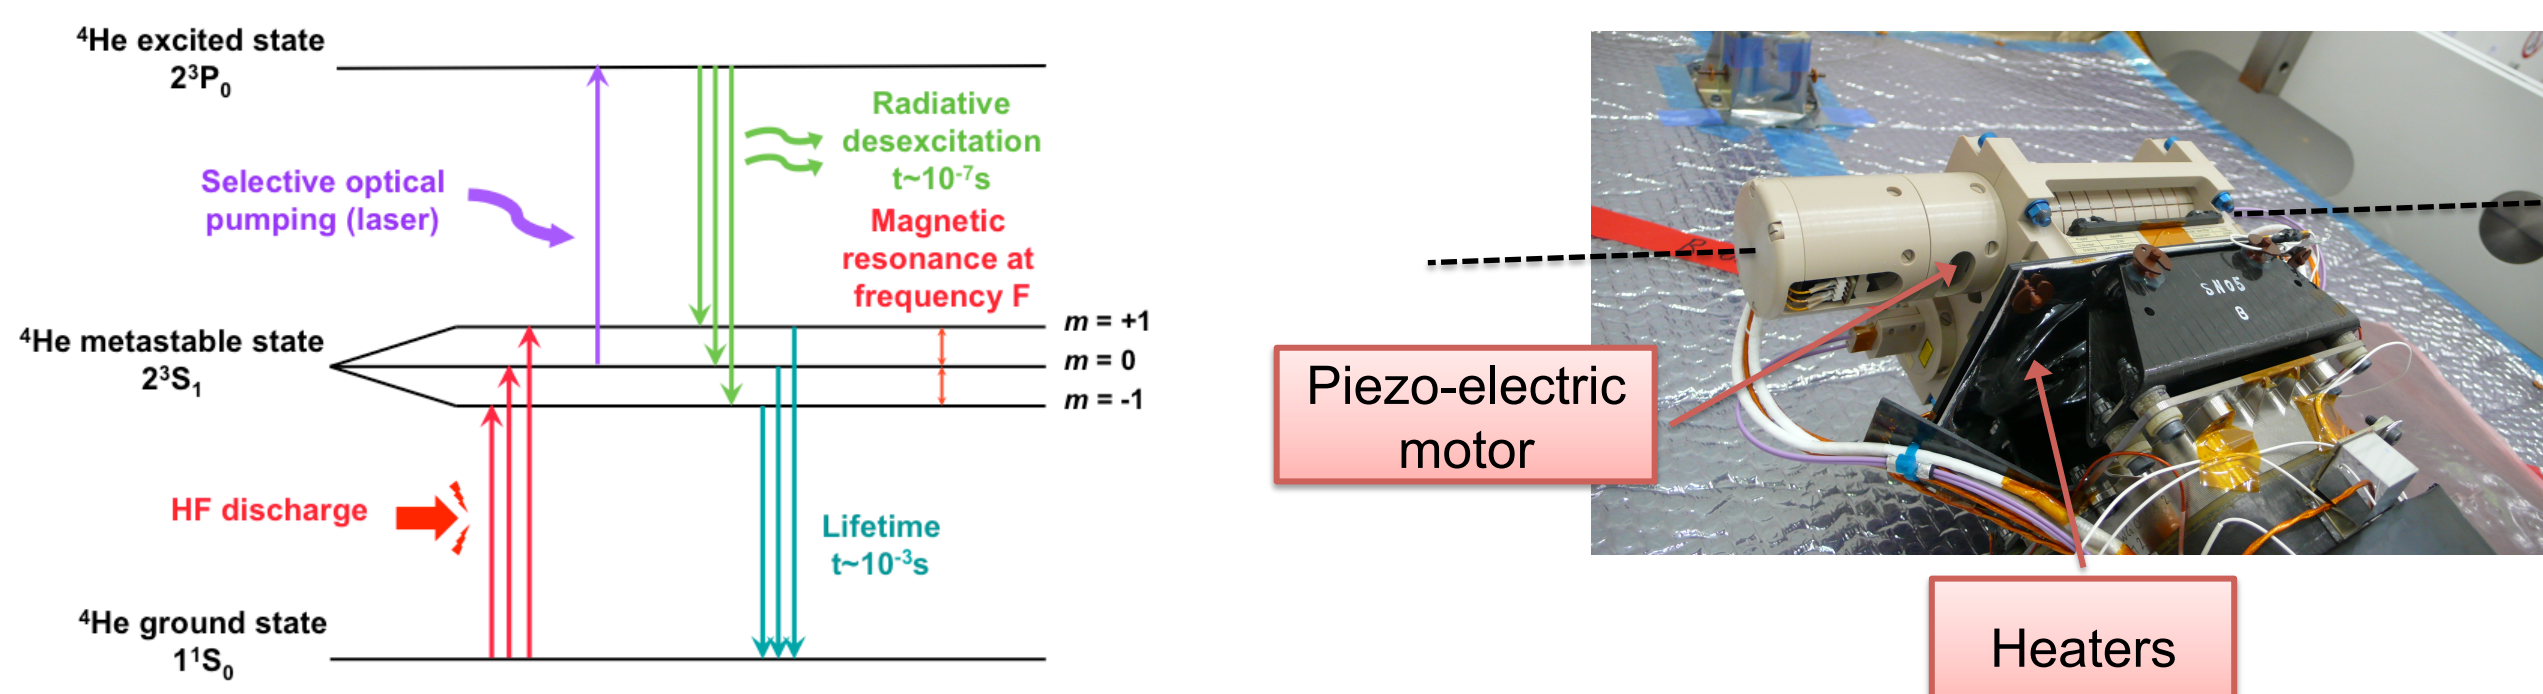 ⁴He excited state
2³P₀
Radiative
desexcitation
t~10⁻⁷s
Selective optical
pumping (laser)
Magnetic
resonance at
frequency F
⁴He metastable state
2³S₁
m = +1
m = 0
m = -1
HF discharge
Lifetime
t~10⁻³s
⁴He ground state
1¹S₀
Piezo-electric
motor
Heaters
SN05